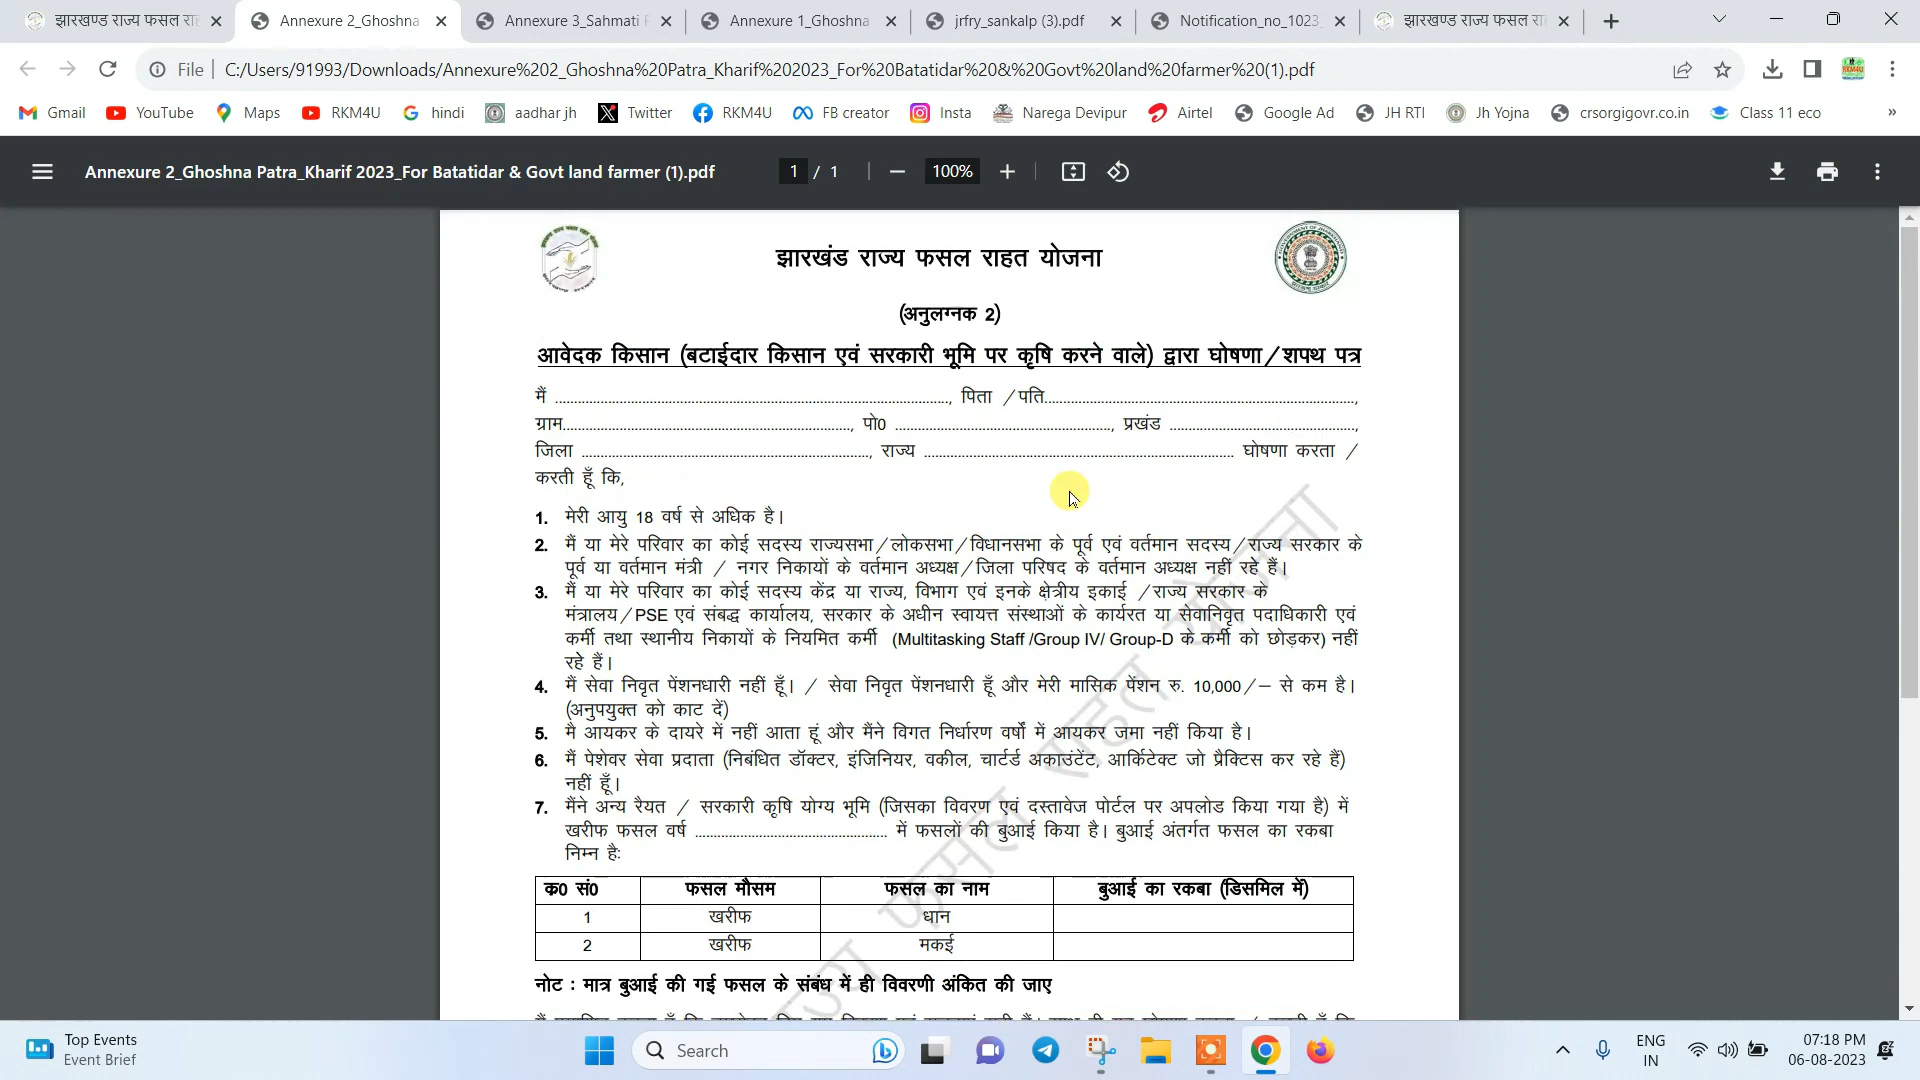 झारखण्ड राज्य फसल राह
Annexure 2_Ghoshna
Annexure 3_Sahmati P
Annexure 1_Ghoshna
jrfry_sankalp (3).pdf
Notification_no_1023
झारखण्ड राज्य फसल रा
File
C:/Users/91993/Downloads/Annexure%202_Ghoshna%20Patra_Kharif%202023_For%20Batatidar%20&%20Govt%20land%20farmer%20(1).pdf
Gmail YouTube Maps RKM4U hindi aadhar jh Twitter RKM4U FB creator Insta Narega Devipur Airtel Google Ad JH RTI Jh Yojna crsorgigovr.co.in Class 11 eco »
Annexure 2_Ghoshna Patra_Kharif 2023_For Batatidar & Govt land farmer (1).pdf 1 / 1 100%
झारखंड राज्य फसल राहत योजना
(अनुलग्नक 2)
आवेदक किसान (बटाईदार किसान एवं सरकारी भूमि पर कृषि करने वाले) द्वारा घोषणा/शपथ पत्र
मैं ........................................, पिता /पति........................................,
ग्राम........................................, पो0 ........................................, प्रखंड ........................................,
जिला ........................................, राज्य ........................................ घोषणा करता /
करती हूँ कि,
1. मेरी आयु 18 वर्ष से अधिक है।
2. मैं या मेरे परिवार का कोई सदस्य राज्यसभा/लोकसभा/विधानसभा के पूर्व एवं वर्तमान सदस्य/राज्य सरकार के
पूर्व या वर्तमान मंत्री / नगर निकायों के वर्तमान अध्यक्ष/जिला परिषद के वर्तमान अध्यक्ष नहीं रहे हैं।
3. मैं या मेरे परिवार का कोई सदस्य केंद्र या राज्य, विभाग एवं इनके क्षेत्रीय इकाई /राज्य सरकार के
मंत्रालय/PSE एवं संबद्ध कार्यालय, सरकार के अधीन स्वायत्त संस्थाओं के कार्यरत या सेवानिवृत पदाधिकारी एवं
कर्मी तथा स्थानीय निकायों के नियमित कर्मी (Multitasking Staff /Group IV/ Group-D के कर्मी को छोड़कर) नहीं
रहे हैं।
4. मैं सेवा निवृत पेंशनधारी नहीं हूँ। / सेवा निवृत पेंशनधारी हूँ और मेरी मासिक पेंशन रु. 10,000/– से कम है।
(अनुपयुक्त को काट दें)
5. मै आयकर के दायरे में नहीं आता हूं और मैंने विगत निर्धारण वर्षों में आयकर जमा नहीं किया है।
6. मैं पेशेवर सेवा प्रदाता (निबंधित डॉक्टर, इंजिनियर, वकील, चार्टर्ड अकाउंटेंट, आर्किटेक्ट जो प्रैक्टिस कर रहे हैं)
नहीं हूँ।
7. मैंने अन्य रैयत / सरकारी कृषि योग्य भूमि (जिसका विवरण एवं दस्तावेज पोर्टल पर अपलोड किया गया है) में
खरीफ फसल वर्ष ........................................ में फसलों की बुआई किया है। बुआई अंतर्गत फसल का रकबा
निम्न है:
क0 सं0 फसल मौसम फसल का नाम बुआई का रकबा (डिसमिल में)
1 खरीफ धान
2 खरीफ मकई
नोट : मात्र बुआई की गई फसल के संबंध में ही विवरणी अंकित की जाए
राज्य फसल राहत योजना
Top Events
Event Brief
Search
ENG
IN
07:18 PM
06-08-2023